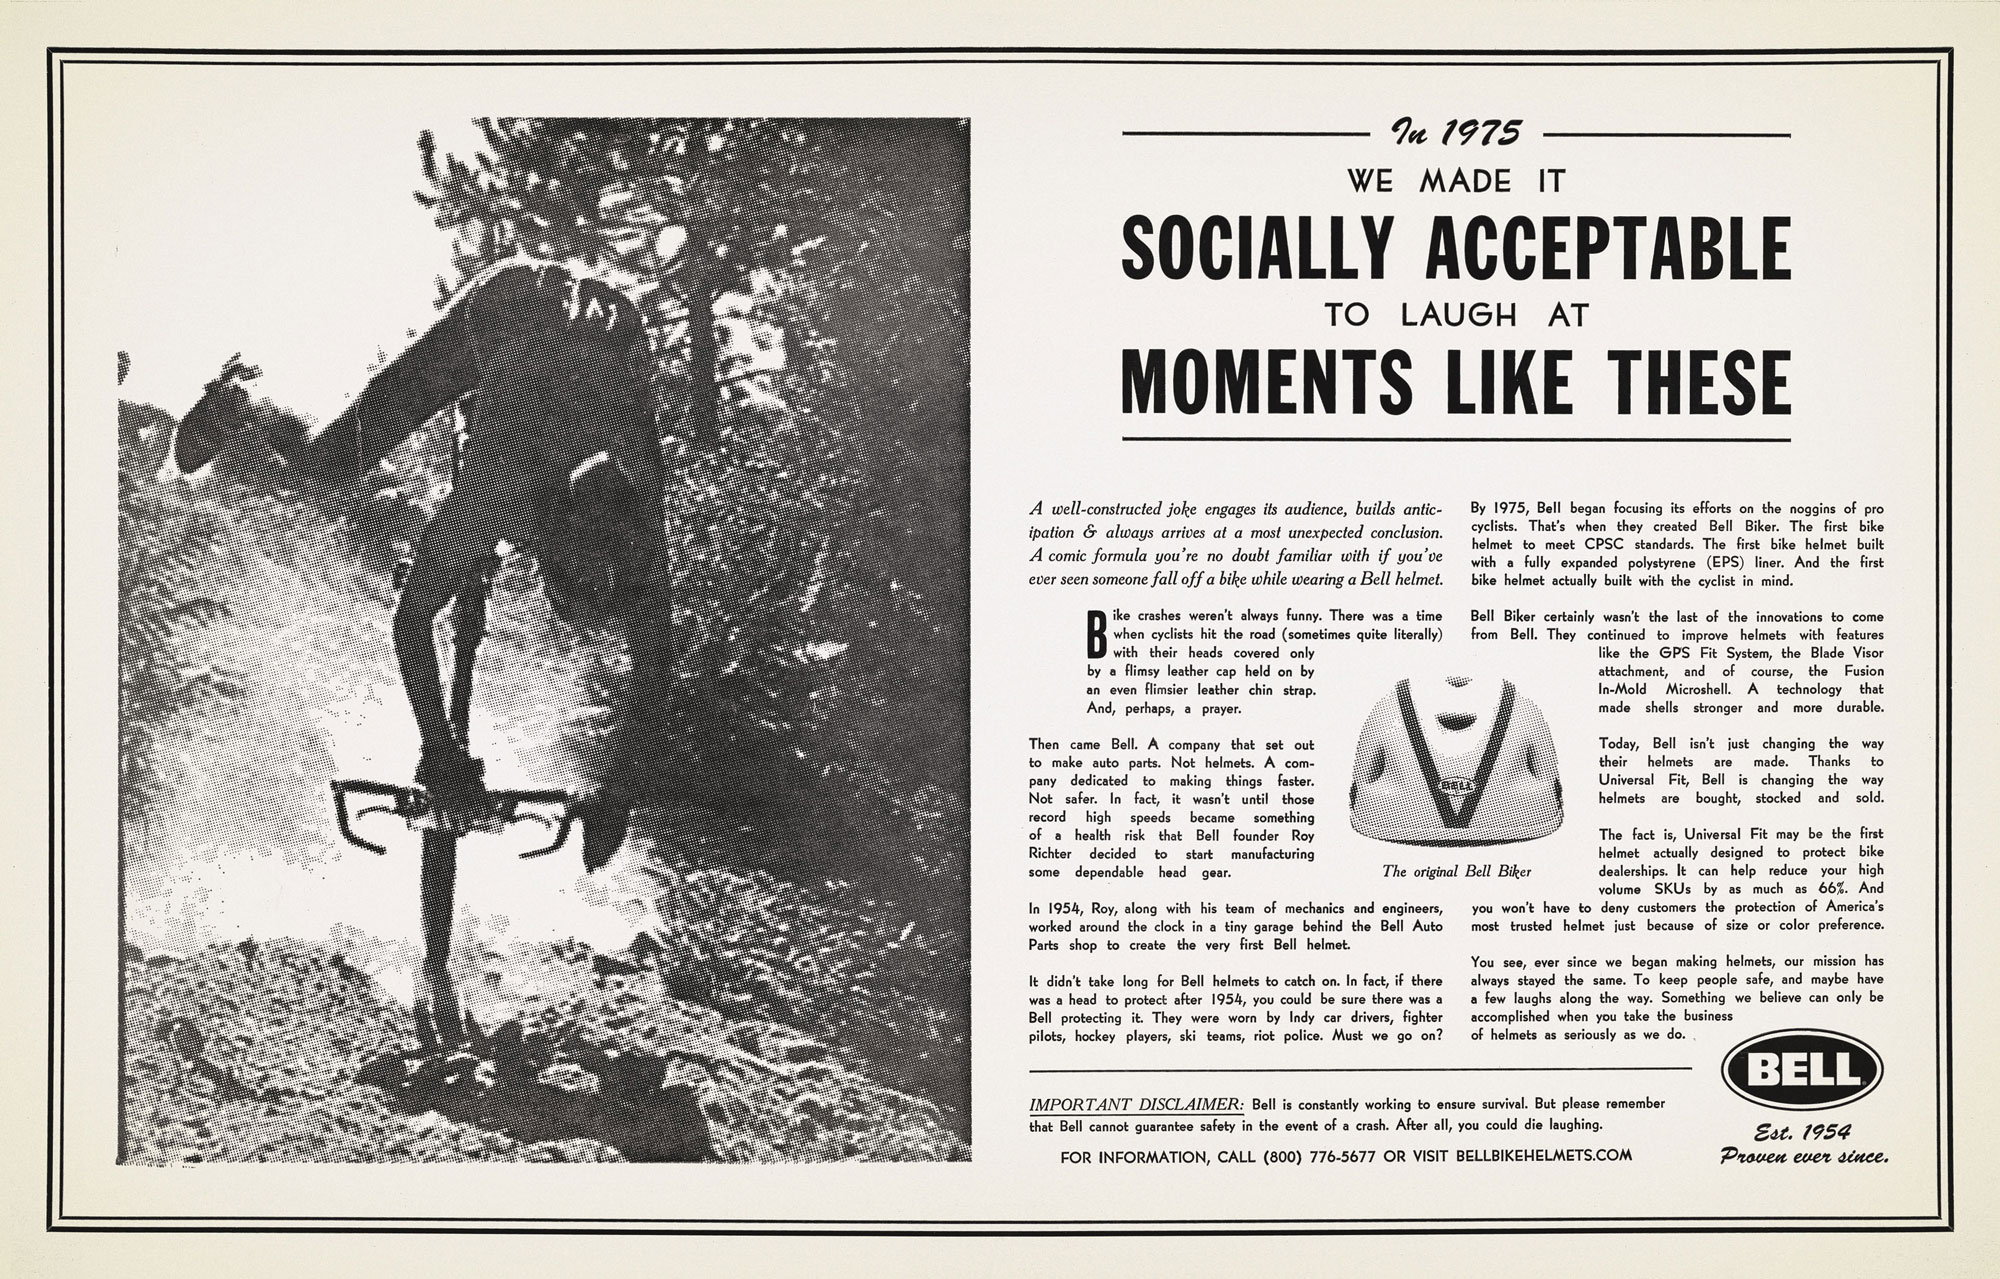 In 1975
WE MADE IT
SOCIALLY ACCEPTABLE
TO LAUGH AT
MOMENTS LIKE THESE
A well-constructed joke engages its audience, builds antic-
ipation & always arrives at a most unexpected conclusion.
A comic formula you're no doubt familiar with if you've
ever seen someone fall off a bike while wearing a Bell helmet.
Bike crashes weren't always funny. There was a time
when cyclists hit the road (sometimes quite literally)
with their heads covered only
by a flimsy leather cap held on by
an even flimsier leather chin strap.
And, perhaps, a prayer.
Then came Bell. A company that set out
to make auto parts. Not helmets. A com-
pany dedicated to making things faster.
Not safer. In fact, it wasn't until those
record high speeds became something
of a health risk that Bell founder Roy
Richter decided to start manufacturing
some dependable head gear.
In 1954, Roy, along with his team of mechanics and engineers,
worked around the clock in a tiny garage behind the Bell Auto
Parts shop to create the very first Bell helmet.
It didn't take long for Bell helmets to catch on. In fact, if there
was a head to protect after 1954, you could be sure there was a
Bell protecting it. They were worn by Indy car drivers, fighter
pilots, hockey players, ski teams, riot police. Must we go on?
By 1975, Bell began focusing its efforts on the noggins of pro
cyclists. That's when they created Bell Biker. The first bike
helmet to meet CPSC standards. The first bike helmet built
with a fully expanded polystyrene (EPS) liner. And the first
bike helmet actually built with the cyclist in mind.
Bell Biker certainly wasn't the last of the innovations to come
from Bell. They continued to improve helmets with features
like the GPS Fit System, the Blade Visor
attachment, and of course, the Fusion
In-Mold Microshell. A technology that
made shells stronger and more durable.
Today, Bell isn't just changing the way
their helmets are made. Thanks to
Universal Fit, Bell is changing the way
helmets are bought, stocked and sold.
The fact is, Universal Fit may be the first
helmet actually designed to protect bike
dealerships. It can help reduce your high
volume SKUs by as much as 66%. And
you won't have to deny customers the protection of America's
most trusted helmet just because of size or color preference.
You see, ever since we began making helmets, our mission has
always stayed the same. To keep people safe, and maybe have
a few laughs along the way. Something we believe can only be
accomplished when you take the business
of helmets as seriously as we do.
BELL
The original Bell Biker
IMPORTANT DISCLAIMER: Bell is constantly working to ensure survival. But please remember
that Bell cannot guarantee safety in the event of a crash. After all, you could die laughing.
FOR INFORMATION, CALL (800) 776-5677 OR VISIT BELLBIKEHELMETS.COM
BELL
Est. 1954
Proven ever since.